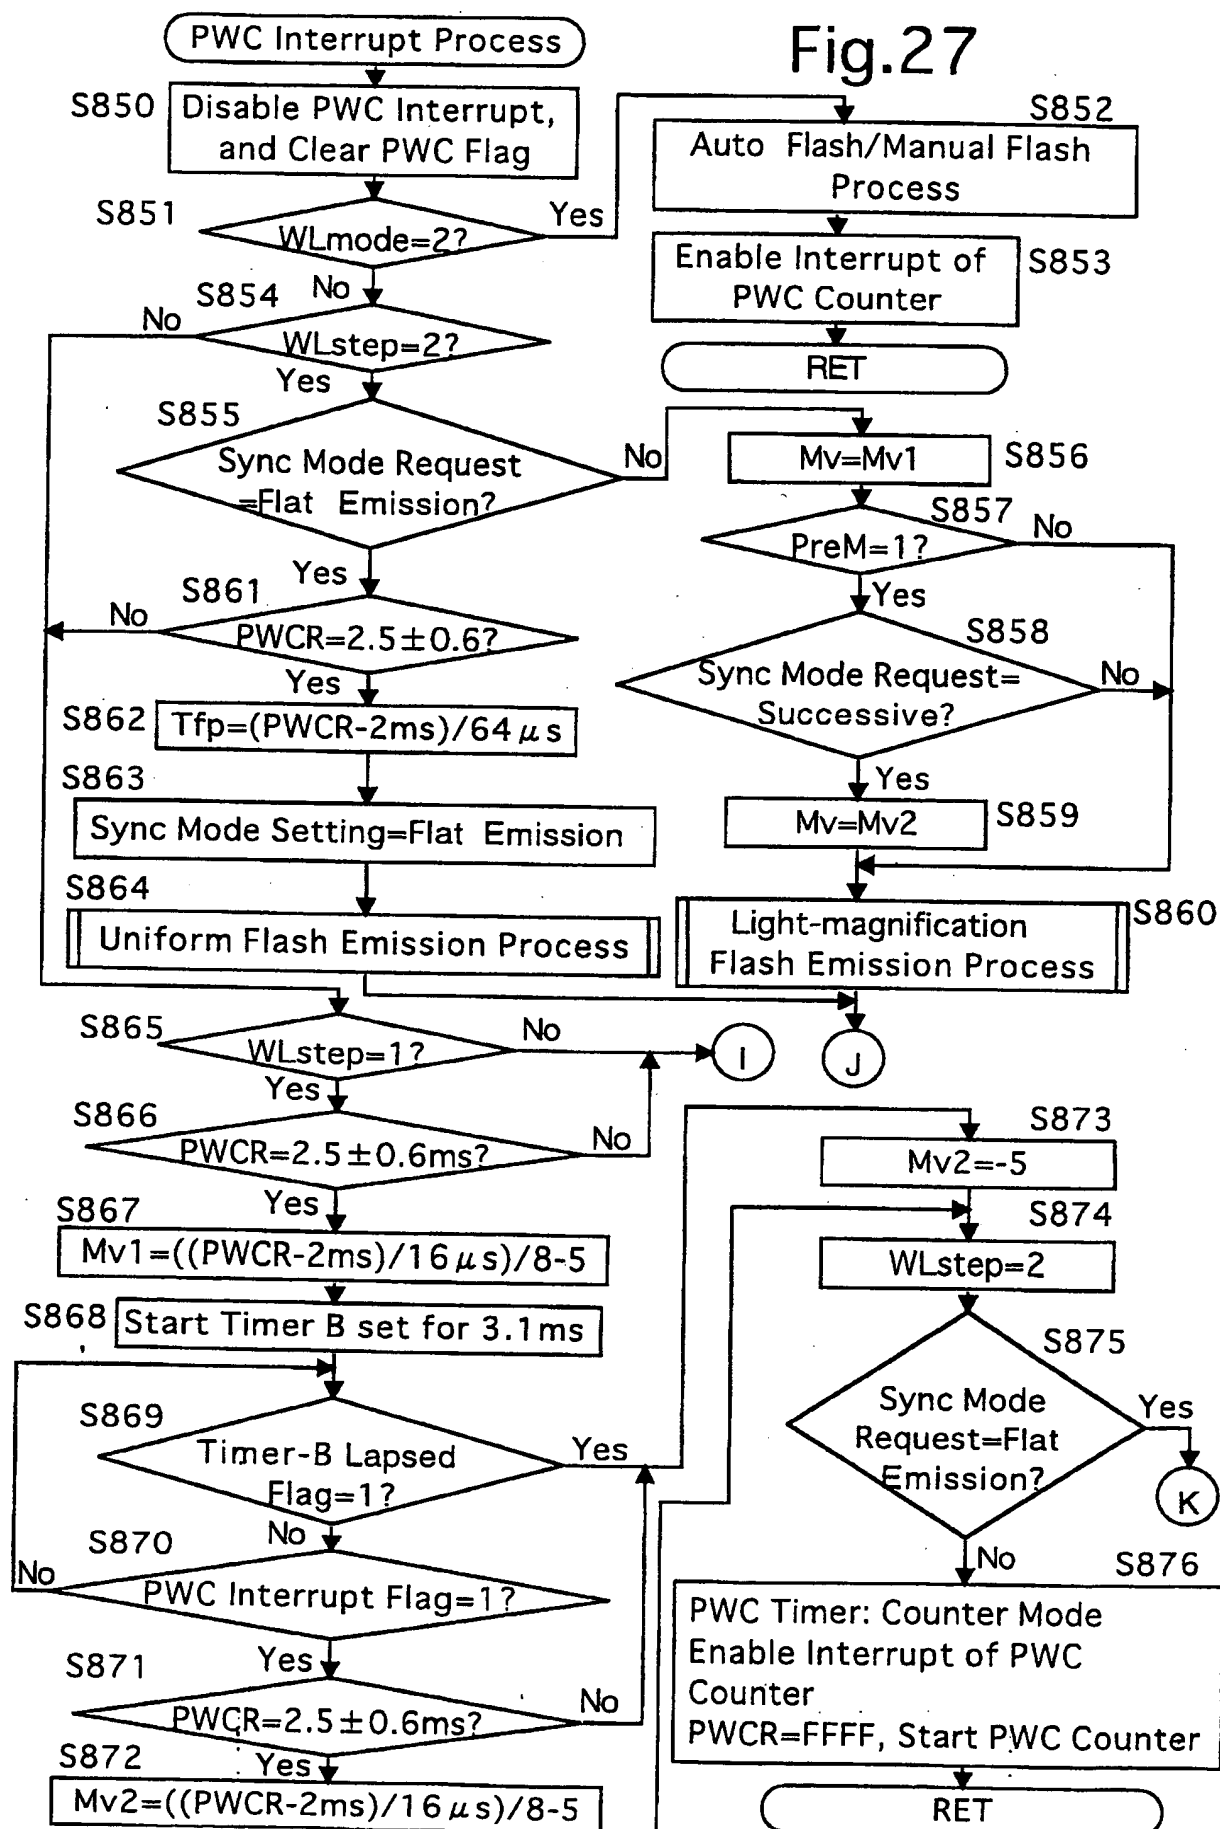 Fig.27
PWC Interrupt Process
S850
Disable PWC Interrupt,
and Clear PWC Flag
S851
WLmode=2?
Yes
No
S852
Auto Flash/Manual Flash
Process
Enable Interrupt of
PWC Counter
S853
RET
S854
No
WLstep=2?
Yes
S855
Sync Mode Request
=Flat Emission?
No
Yes
Mv=Mv1
S856
S857
PreM=1?
No
Yes
S858
Sync Mode Request=
Successive?
No
Yes
Mv=Mv2
S859
S860
Light-magnification
Flash Emission Process
S861
No
PWCR=2.5±0.6?
Yes
S862
Tfp=(PWCR-2ms)/64μs
S863
Sync Mode Setting=Flat Emission
S864
Uniform Flash Emission Process
S865
WLstep=1?
No
Yes
I
J
S866
PWCR=2.5±0.6ms?
No
Yes
S867
Mv1=((PWCR-2ms)/16μs)/8-5
S868
Start Timer B set for 3.1ms
S869
Timer-B Lapsed
Flag=1?
Yes
No
S870
No
PWC Interrupt Flag=1?
Yes
S871
PWCR=2.5±0.6ms?
No
Yes
S872
Mv2=((PWCR-2ms)/16μs)/8-5
S873
Mv2=-5
S874
WLstep=2
S875
Sync Mode
Request=Flat
Emission?
Yes
K
No
S876
PWC Timer: Counter Mode
Enable Interrupt of PWC
Counter
PWCR=FFFF, Start PWC Counter
RET